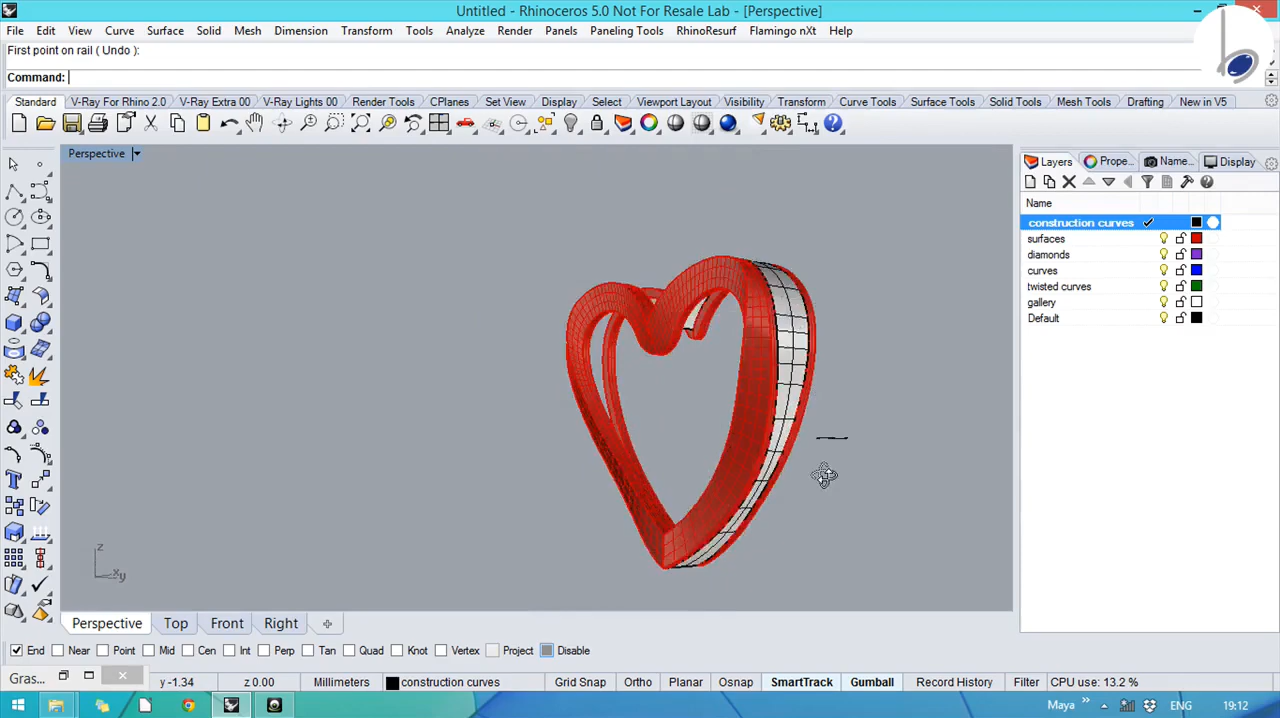 Untitled - Rhinoceros 5.0 Not For Resale Lab - [Perspective]
File Edit View Curve Surface Solid Mesh Dimension Transform Tools Analyze Render Panels Paneling Tools RhinoResurf Flamingo nXt Help
First point on rail ( Undo ):
Command:
Standard V-Ray For Rhino 2.0 V-Ray Extra 00 V-Ray Lights 00 Render Tools CPlanes Set View Display Select Viewport Layout Visibility Transform Curve Tools Surface Tools Solid Tools Mesh Tools Drafting New in V5
Perspective
Layers Prope... Name... Display
Name
construction curves
surfaces
diamonds
curves
twisted curves
gallery
Default
z
x y
Perspective Top Front Right
End Near Point Mid Cen Int Perp Tan Quad Knot Vertex Project Disable
Gras... y -1.34 z 0.00 Millimeters construction curves Grid Snap Ortho Planar Osnap SmartTrack Gumball Record History Filter CPU use: 13.2 %
Maya » ENG 19:12